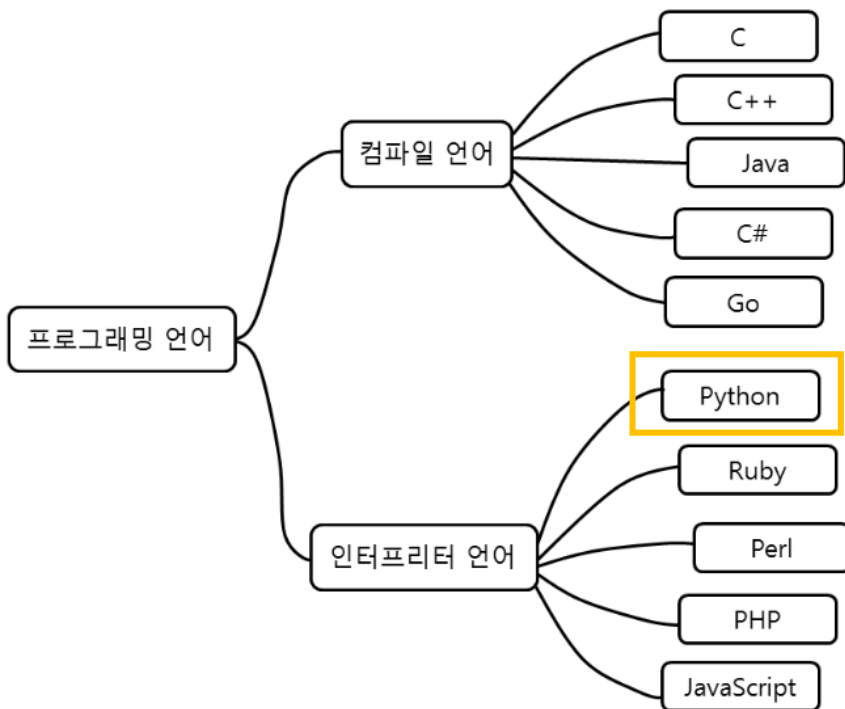 프로그래밍 언어
컴파일 언어
C
C++
Java
C#
Go
인터프리터 언어
Python
Ruby
Perl
PHP
JavaScript